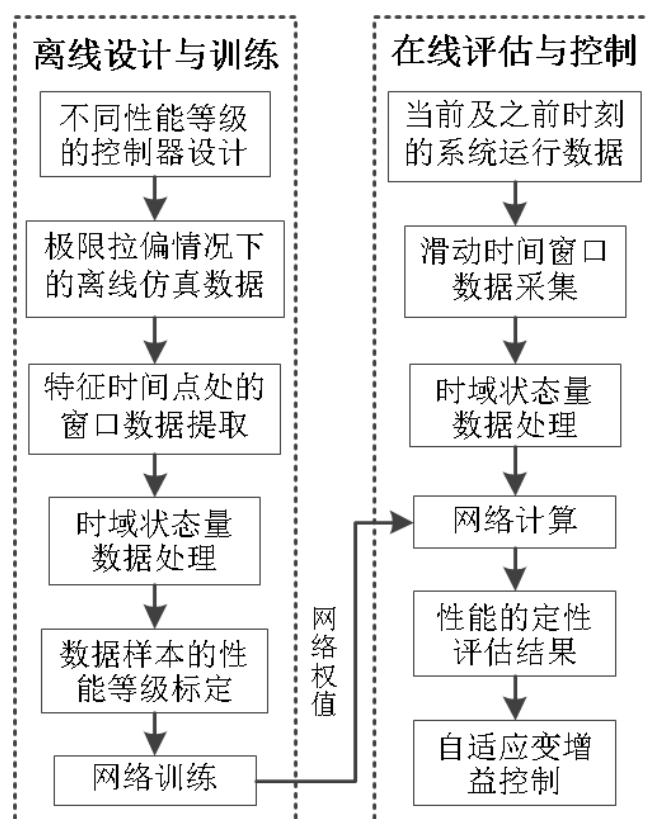 离线设计与训练
不同性能等级
的控制器设计
极限拉偏情况下
的离线仿真数据
特征时间点处的
窗口数据提取
时域状态量
数据处理
数据样本的性
能等级标定
网络训练
网络权值
在线评估与控制
当前及之前时刻
的系统运行数据
滑动时间窗口
数据采集
时域状态量
数据处理
网络计算
性能的定性
评估结果
自适应变增
益控制